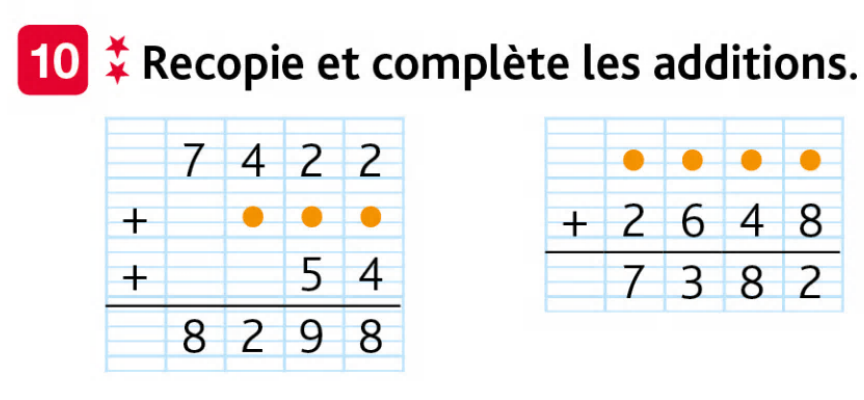 10 Recopie et complète les additions.
7 4 2 2
+ • • •
+ 5 4
8 2 9 8
• • • •
+ 2 6 4 8
7 3 8 2